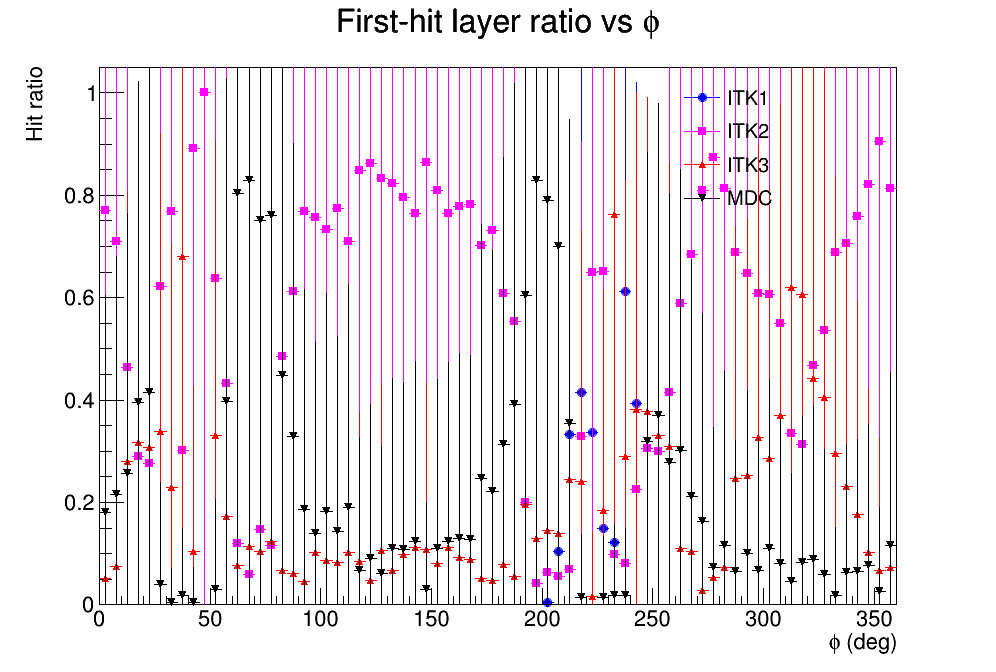 First-hit layer ratio vs ϕ
Hit ratio
1
0.8
0.6
0.4
0.2
0
ITK1
ITK2
ITK3
MDC
0 50 100 150 200 250 300 350
ϕ (deg)